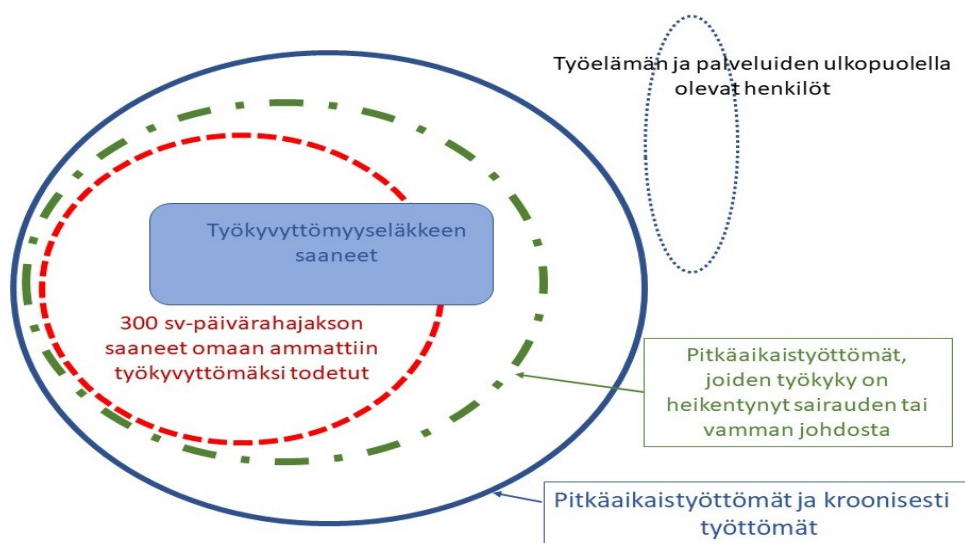 Työelämän ja palveluiden ulkopuolella
olevat henkilöt
Työkyvyttömyyseläkkeen
saaneet
300 sv-päivärahajakson
saaneet omaan ammattiin
työkyvyttömäksi todetut
Pitkäaikaistyöttömät,
joiden työkyky on
heikentynyt sairauden tai
vamman johdosta
Pitkäaikaistyöttömät ja kroonisesti
työttömät